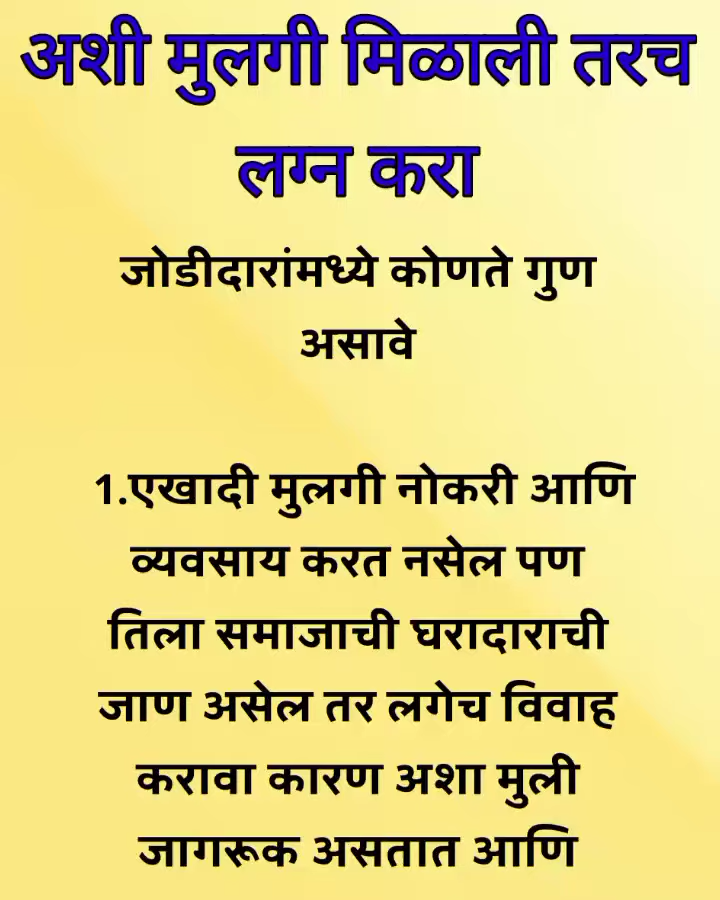 अशी मुलगी मिळाली तरच
लग्न करा
जोडीदारांमध्ये कोणते गुण
असावे
1.एखादी मुलगी नोकरी आणि
व्यवसाय करत नसेल पण
तिला समाजाची घरादाराची
जाण असेल तर लगेच विवाह
करावा कारण अशा मुली
जागरूक असतात आणि